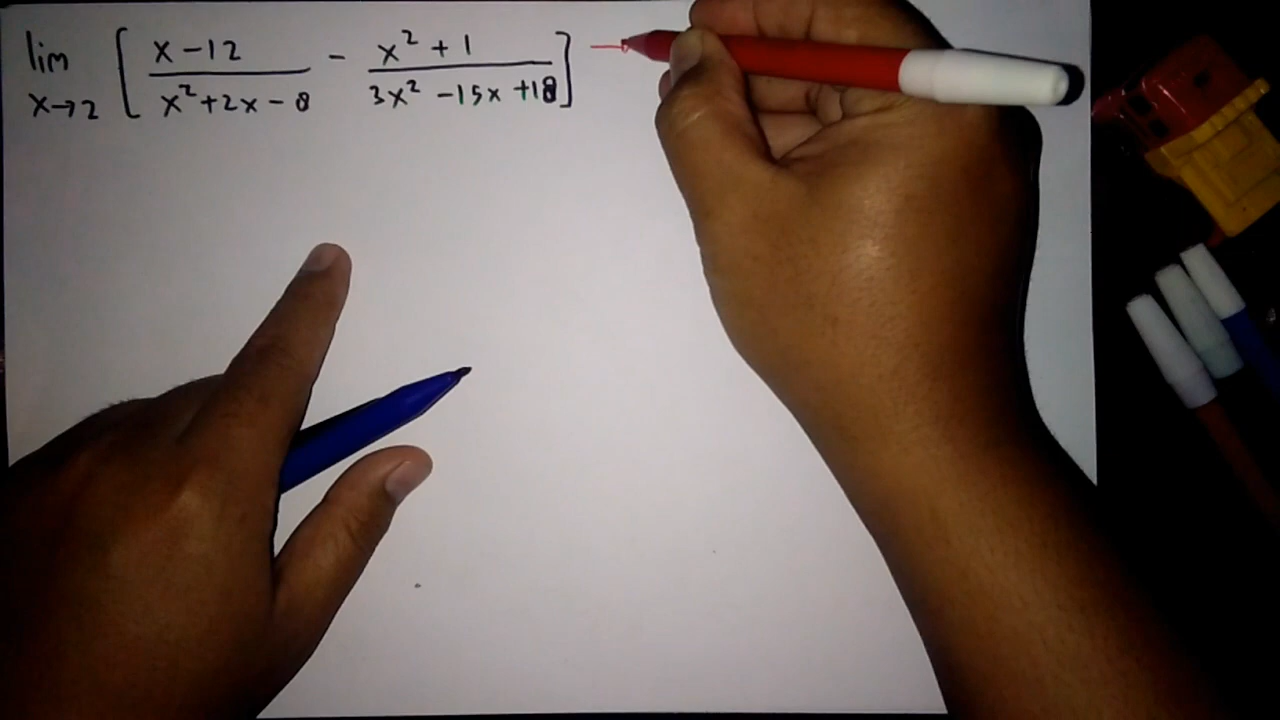 lim x→2 [ (x-12)/(x²+2x-8) - (x²+1)/(3x²-15x+18) ]